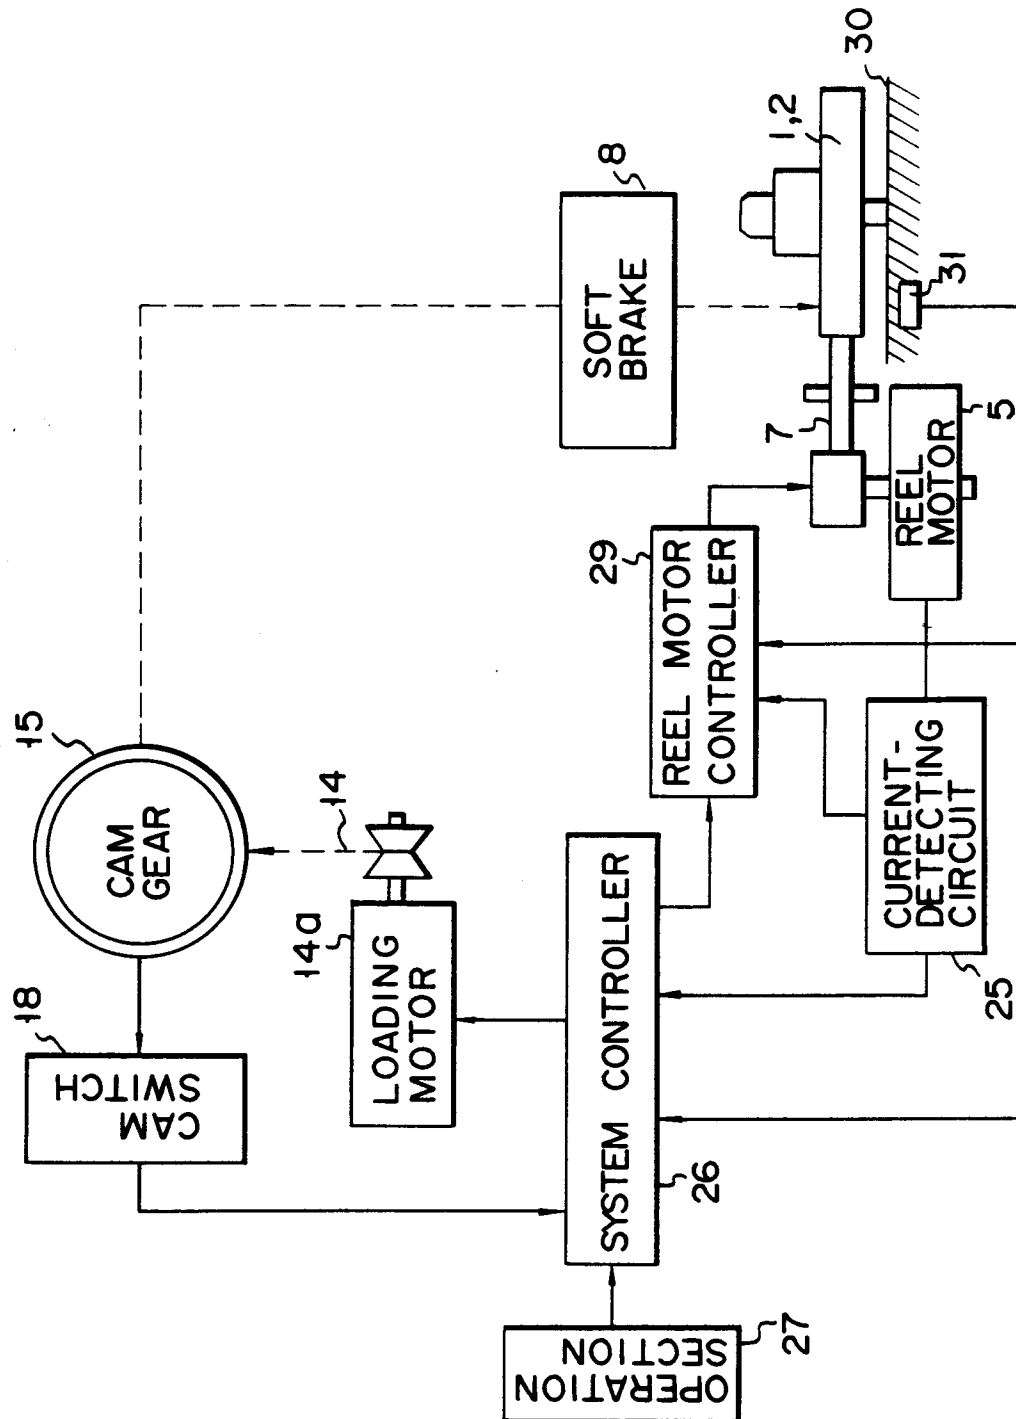 15
CAM
GEAR
18
CAM
SWITCH
14
14a
LOADING
MOTOR
8
SOFT
BRAKE
30
1,2
31
7
5
REEL
MOTOR
29
REEL MOTOR
CONTROLLER
CURRENT-
DETECTING
CIRCUIT
25
SYSTEM CONTROLLER
26
OPERATION
SECTION
27